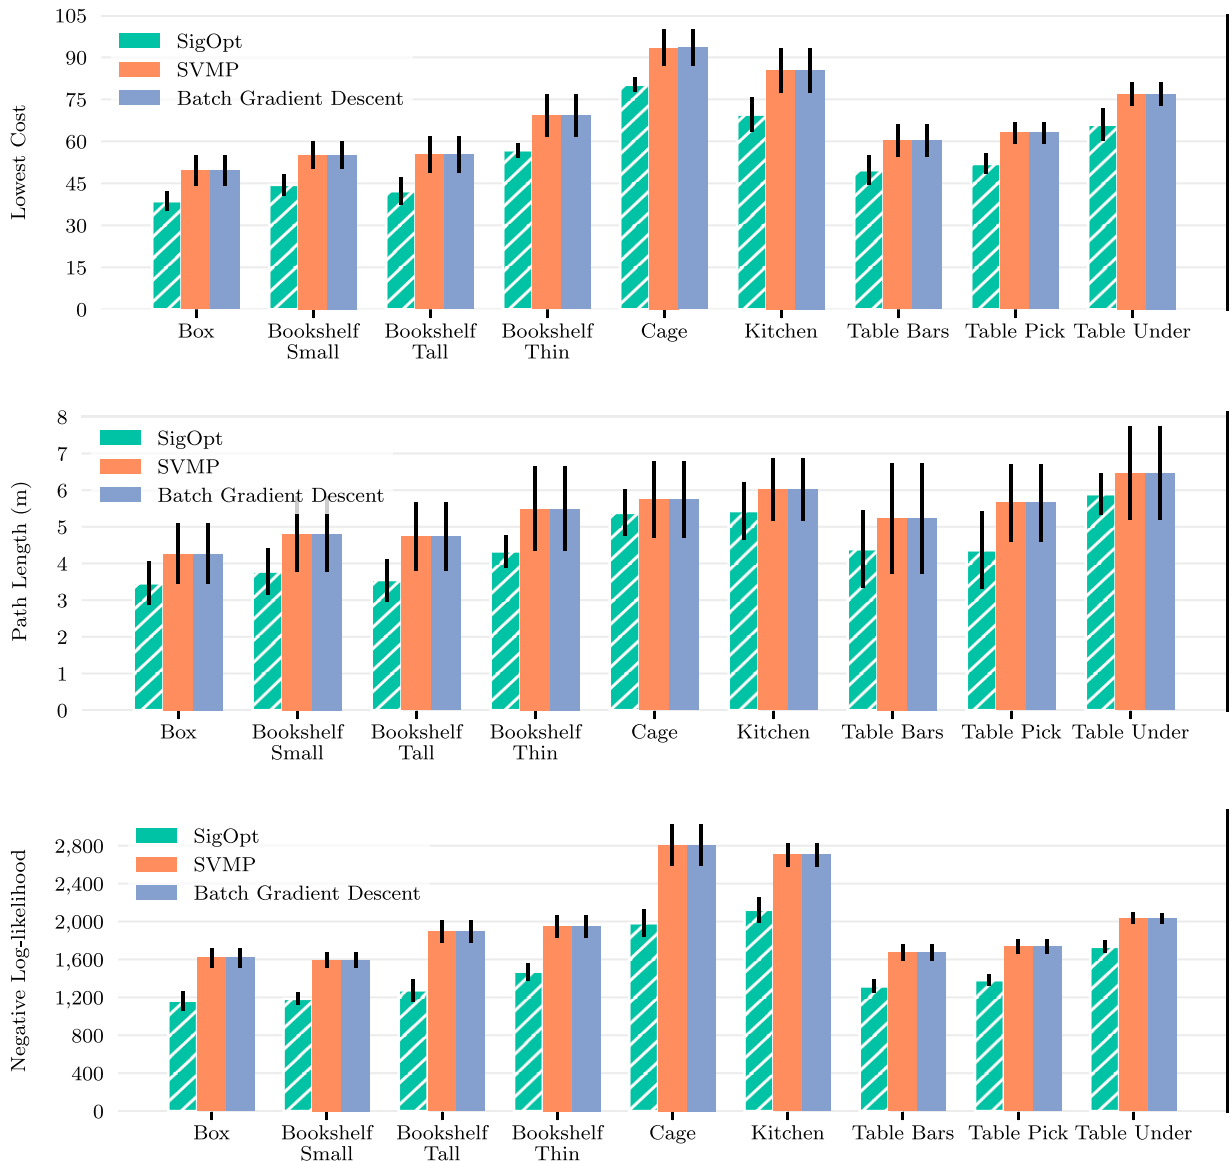 105
90
75
60
45
30
15
0
Lowest Cost
SigOpt
SVMP
Batch Gradient Descent
Box
Bookshelf
Small
Bookshelf
Tall
Bookshelf
Thin
Cage
Kitchen
Table Bars
Table Pick
Table Under
8
7
6
5
4
3
2
1
0
Path Length (m)
SigOpt
SVMP
Batch Gradient Descent
Box
Bookshelf
Small
Bookshelf
Tall
Bookshelf
Thin
Cage
Kitchen
Table Bars
Table Pick
Table Under
2,800
2,400
2,000
1,600
1,200
800
400
0
Negative Log-likelihood
SigOpt
SVMP
Batch Gradient Descent
Box
Bookshelf
Small
Bookshelf
Tall
Bookshelf
Thin
Cage
Kitchen
Table Bars
Table Pick
Table Under